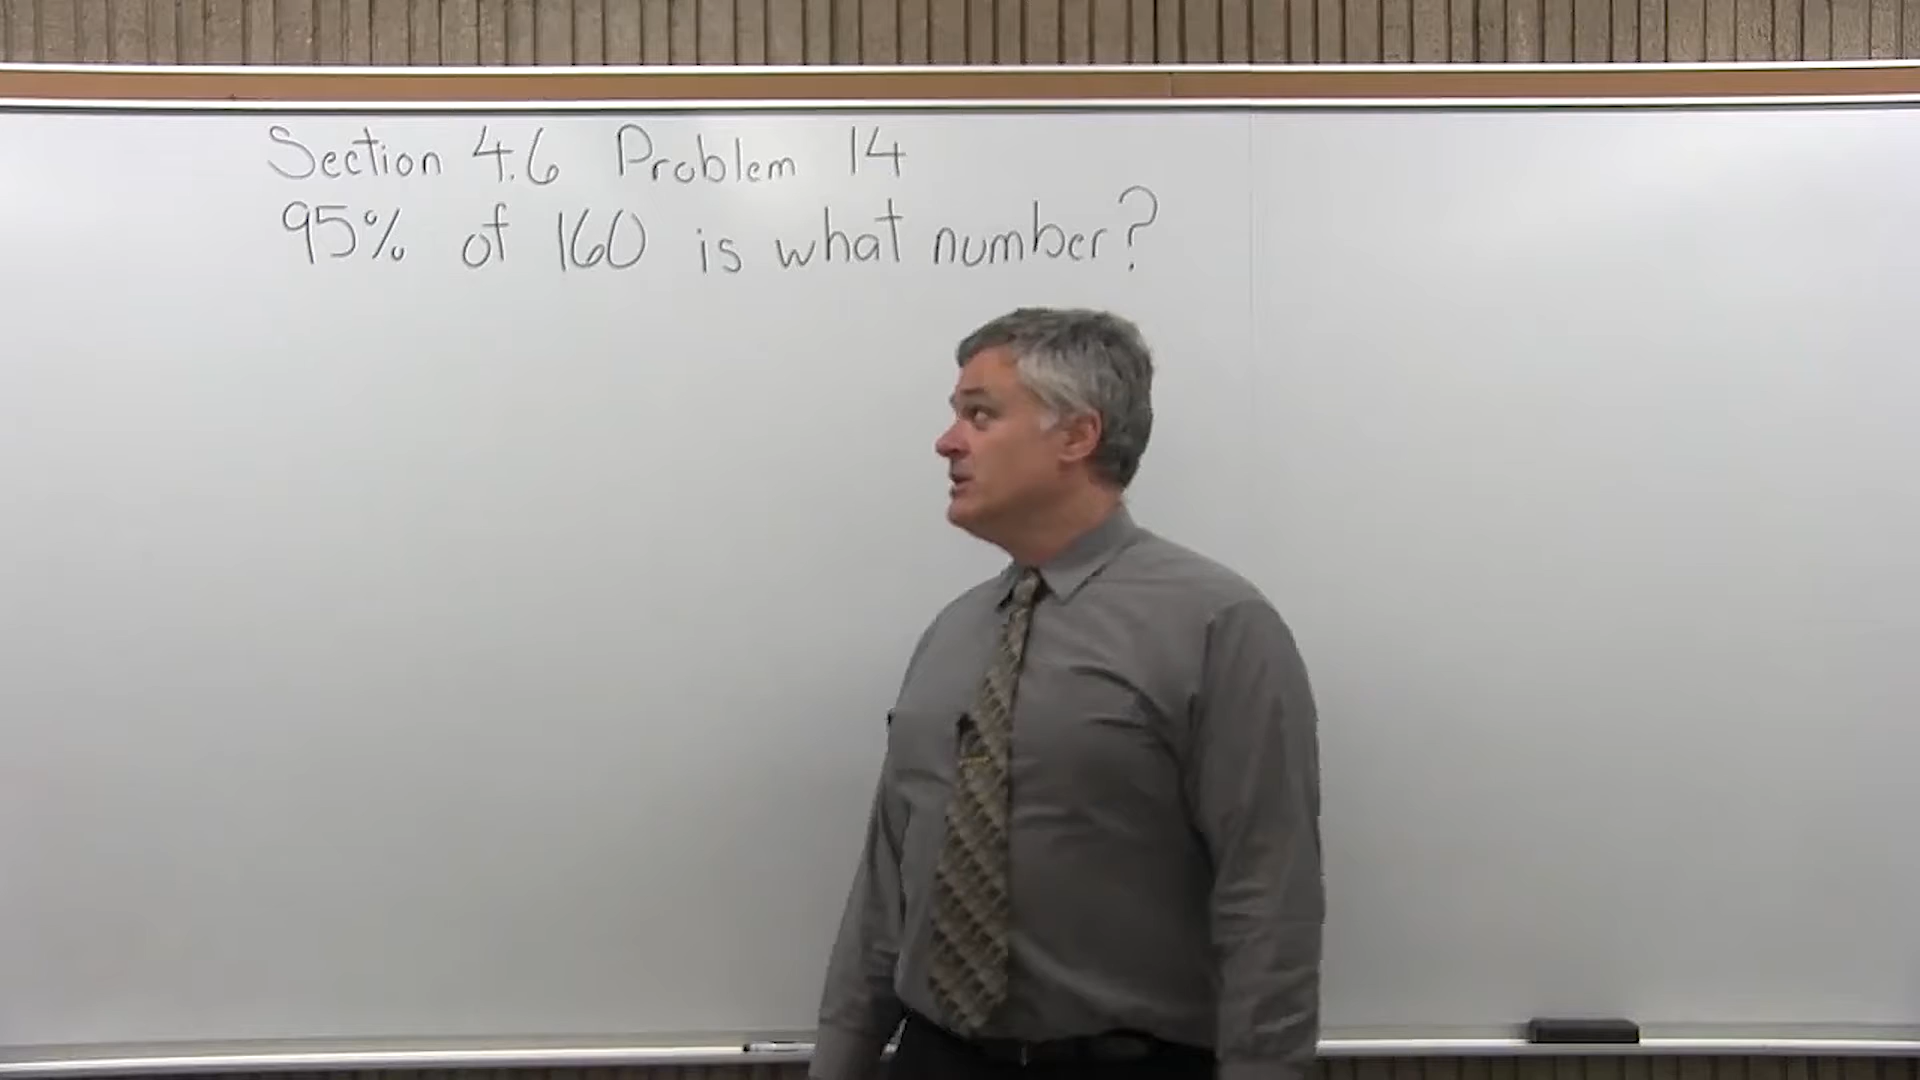 Section 4.6 Problem 14
95% of 160 is what number?